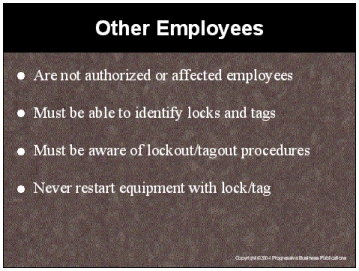 Other Employees
Are not authorized or affected employees
Must be able to identify locks and tags
Must be aware of lockout/tagout procedures
Never restart equipment with lock/tag
Copyright©2004 Progressive Business Publications